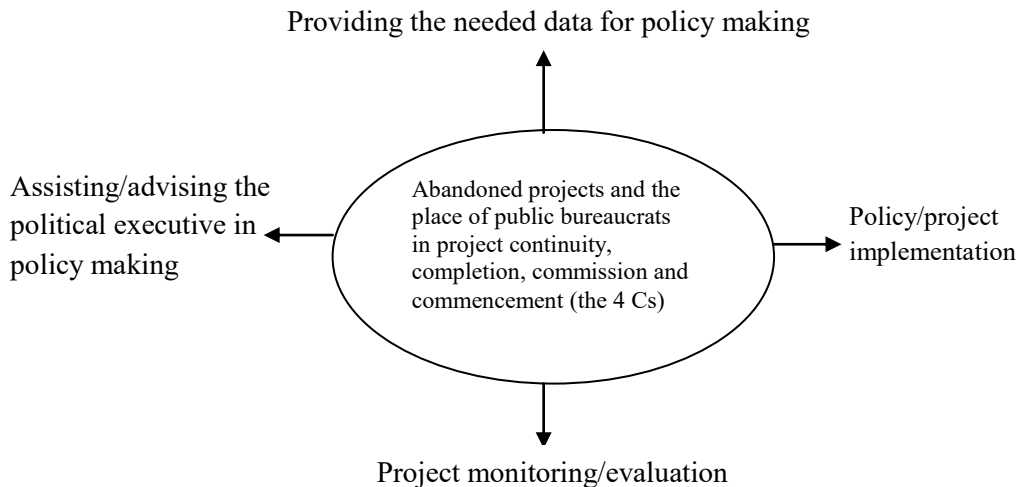 Providing the needed data for policy making
Assisting/advising the
political executive in
policy making
Abandoned projects and the
place of public bureaucrats
in project continuity,
completion, commission and
commencement (the 4 Cs)
Policy/project
implementation
Project monitoring/evaluation